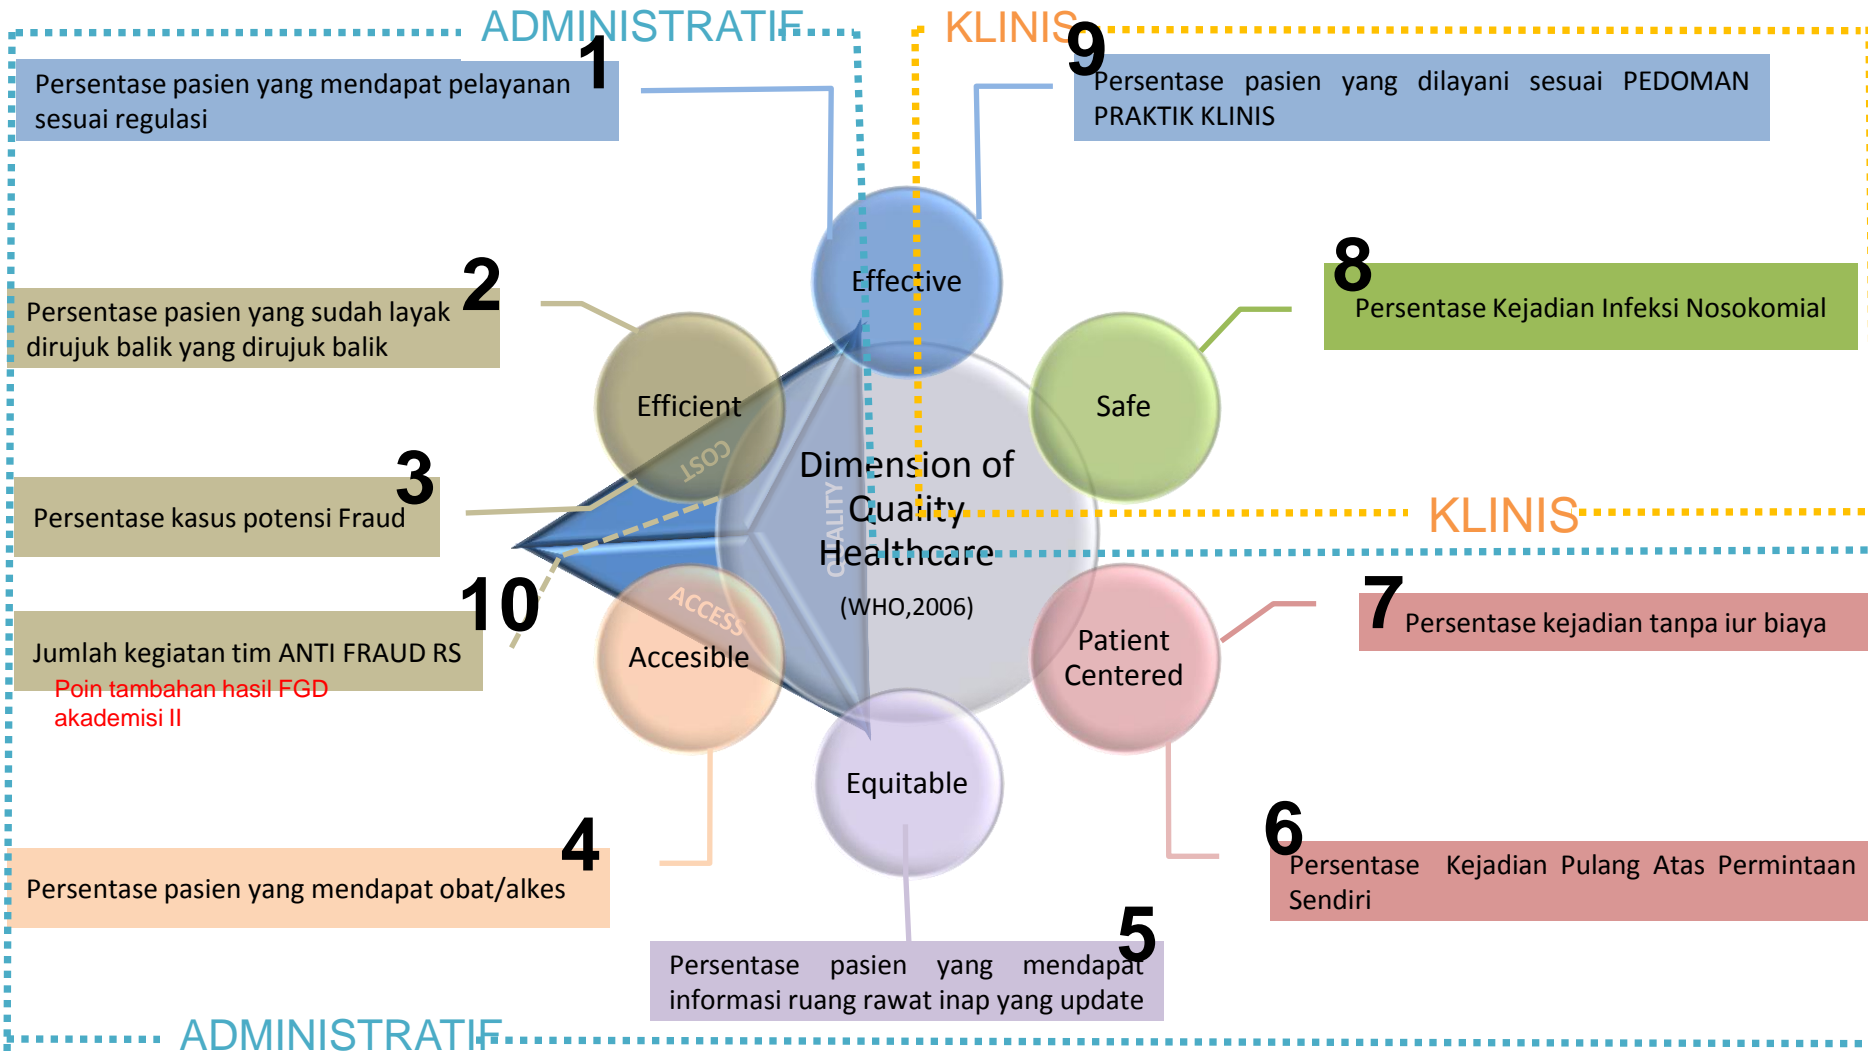 ADMINISTRATIF
KLINIS
1
Persentase pasien yang mendapat pelayanan
sesuai regulasi
9
Persentase pasien yang dilayani sesuai PEDOMAN
PRAKTIK KLINIS
Effective
2
Persentase pasien yang sudah layak
dirujuk balik yang dirujuk balik
8
Persentase Kejadian Infeksi Nosokomial
Efficient
Safe
COST
QUALITY
ACCESS
Dimension of
Quality
Healthcare
(WHO,2006)
3
Persentase kasus potensi Fraud
KLINIS
10
Jumlah kegiatan tim ANTI FRAUD RS
Poin tambahan hasil FGD
akademisi II
Accesible
Patient
Centered
7
Persentase kejadian tanpa iur biaya
Equitable
4
Persentase pasien yang mendapat obat/alkes
6
Persentase Kejadian Pulang Atas Permintaan
Sendiri
5
Persentase pasien yang mendapat
informasi ruang rawat inap yang update
ADMINISTRATIF